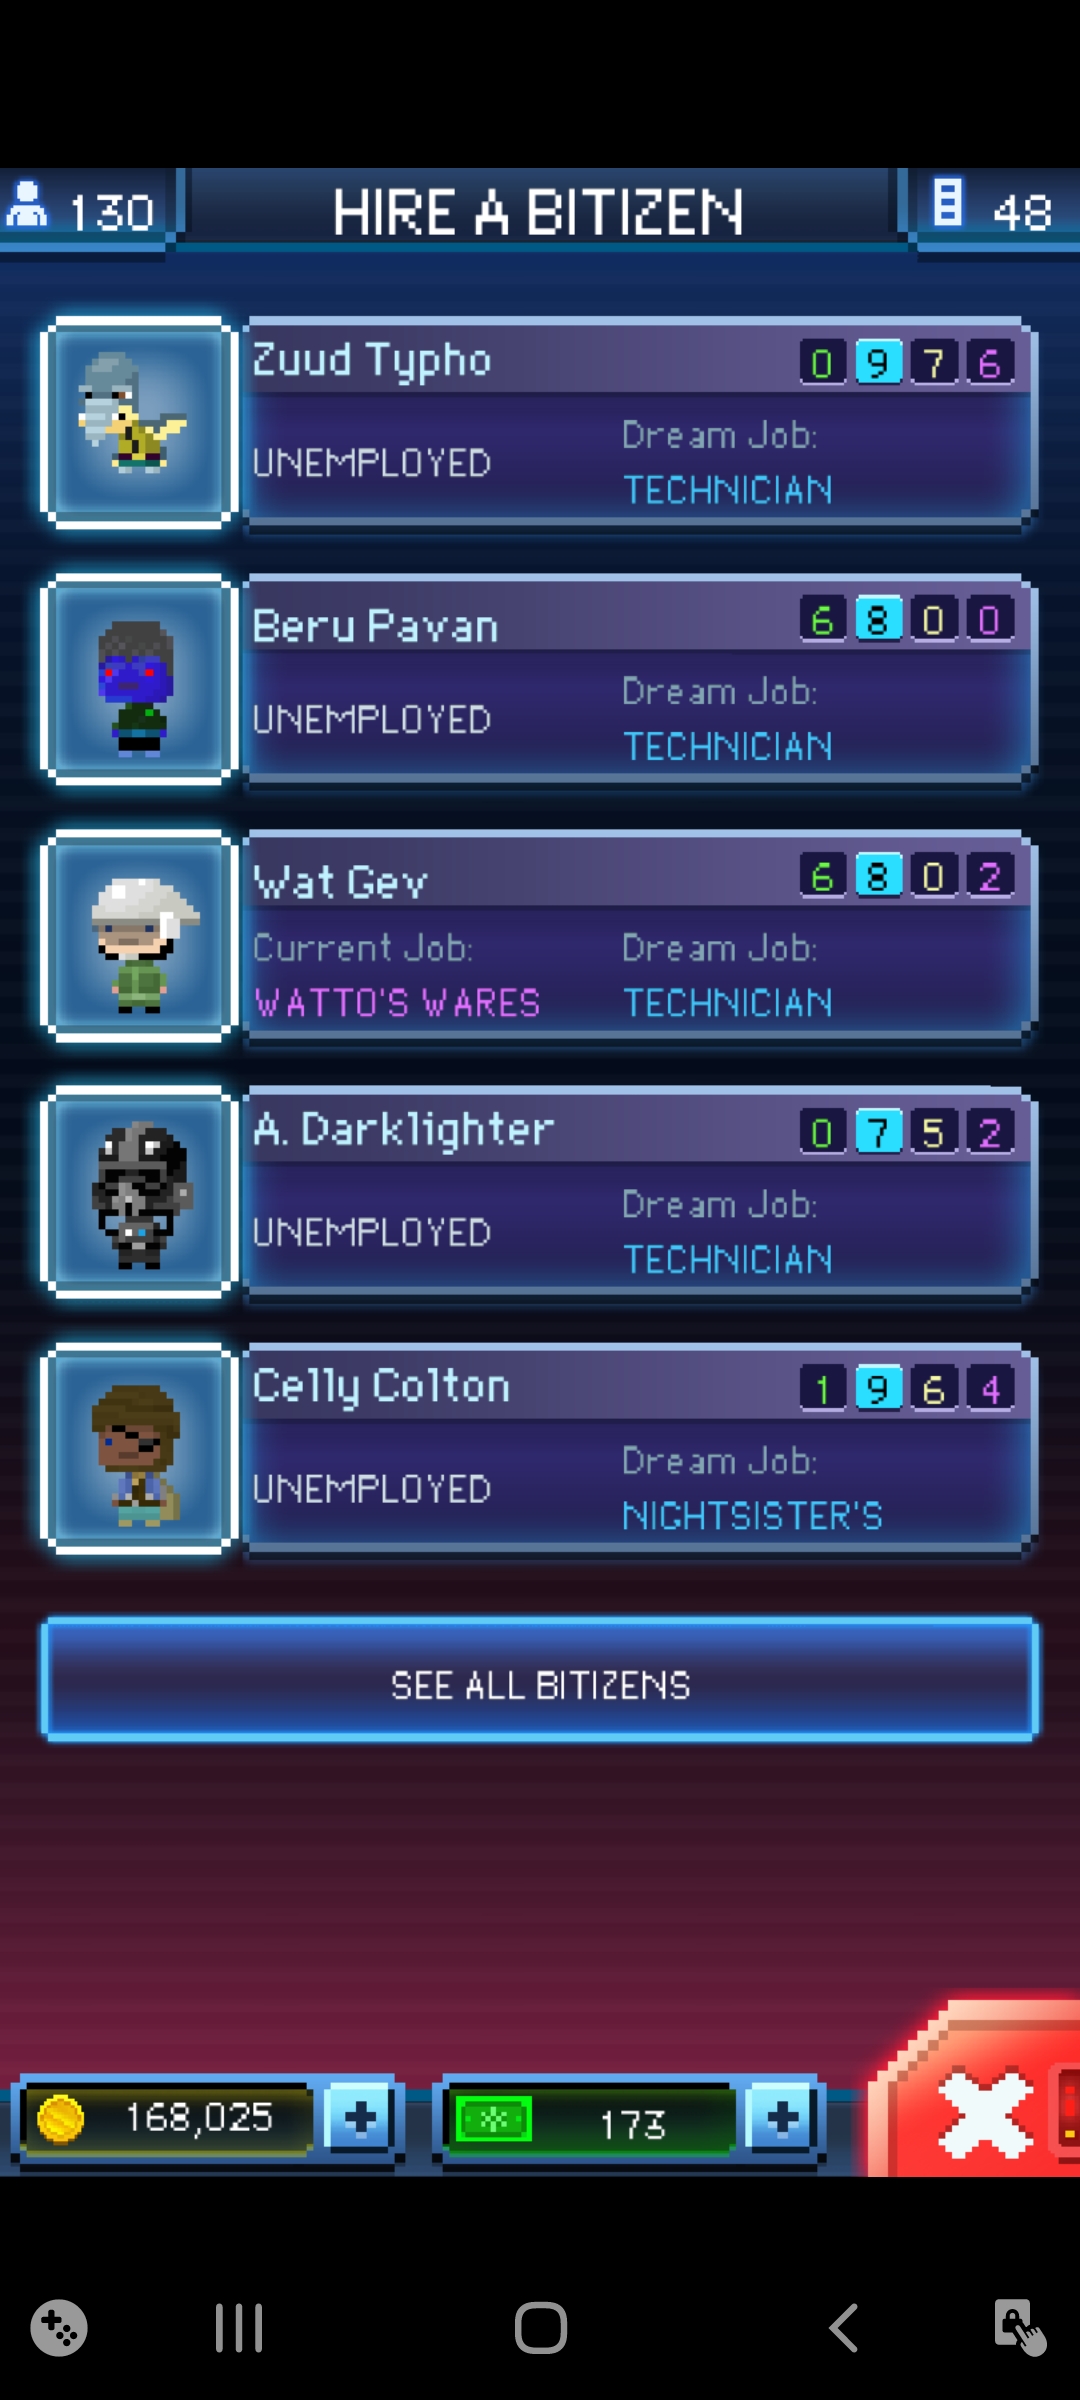 130 HIRE A BITIZEN 48
Zuud Typho 0 9 7 6
UNEMPLOYED
Dream Job:
TECHNICIAN
Beru Pavan 6 8 0 0
UNEMPLOYED
Dream Job:
TECHNICIAN
Wat Gev 6 8 0 2
Current Job:
WATTO'S WARES
Dream Job:
TECHNICIAN
A. Darklighter 0 7 5 2
UNEMPLOYED
Dream Job:
TECHNICIAN
Celly Colton 1 9 6 4
UNEMPLOYED
Dream Job:
NIGHTSISTER'S
SEE ALL BITIZENS
168,025 173